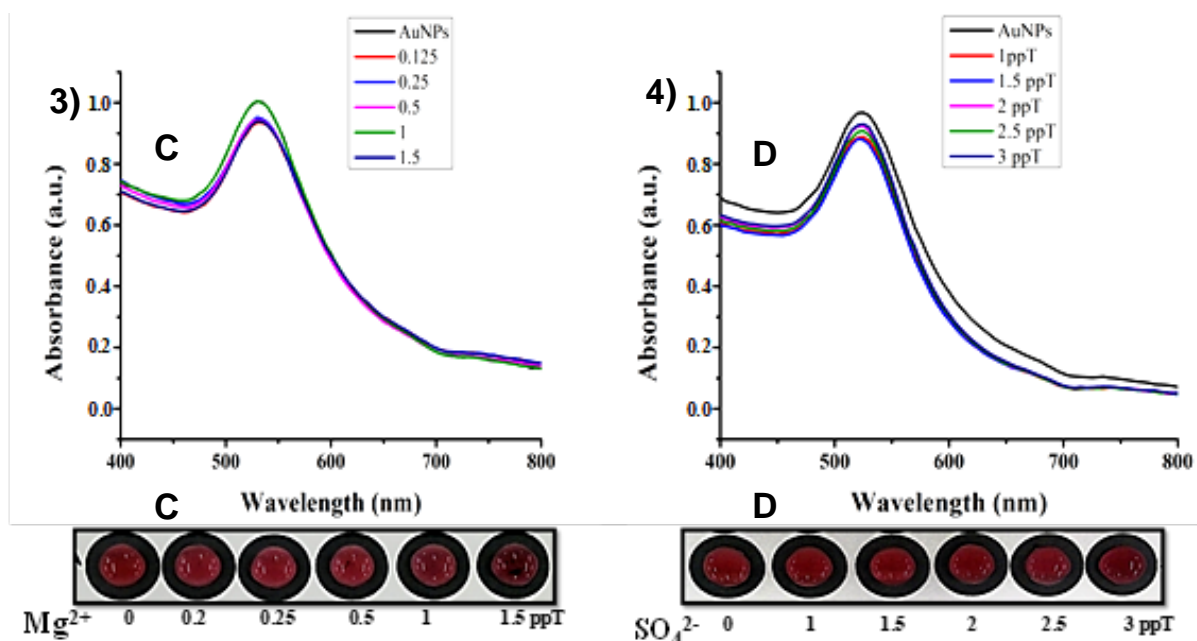 3)
C
AuNPs
0.125
0.25
0.5
1
1.5
Absorbance (a.u.)
1.0
0.8
0.6
0.4
0.2
0.0
400 500 600 700 800
Wavelength (nm)
C
Mg2+ 0 0.2 0.25 0.5 1 1.5 ppT
4)
D
AuNPs
1ppT
1.5 ppT
2 ppT
2.5 ppT
3 ppT
Absorbance (a.u.)
1.0
0.8
0.6
0.4
0.2
0.0
400 500 600 700 800
Wavelength (nm)
D
SO42- 0 1 1.5 2 2.5 3 ppT